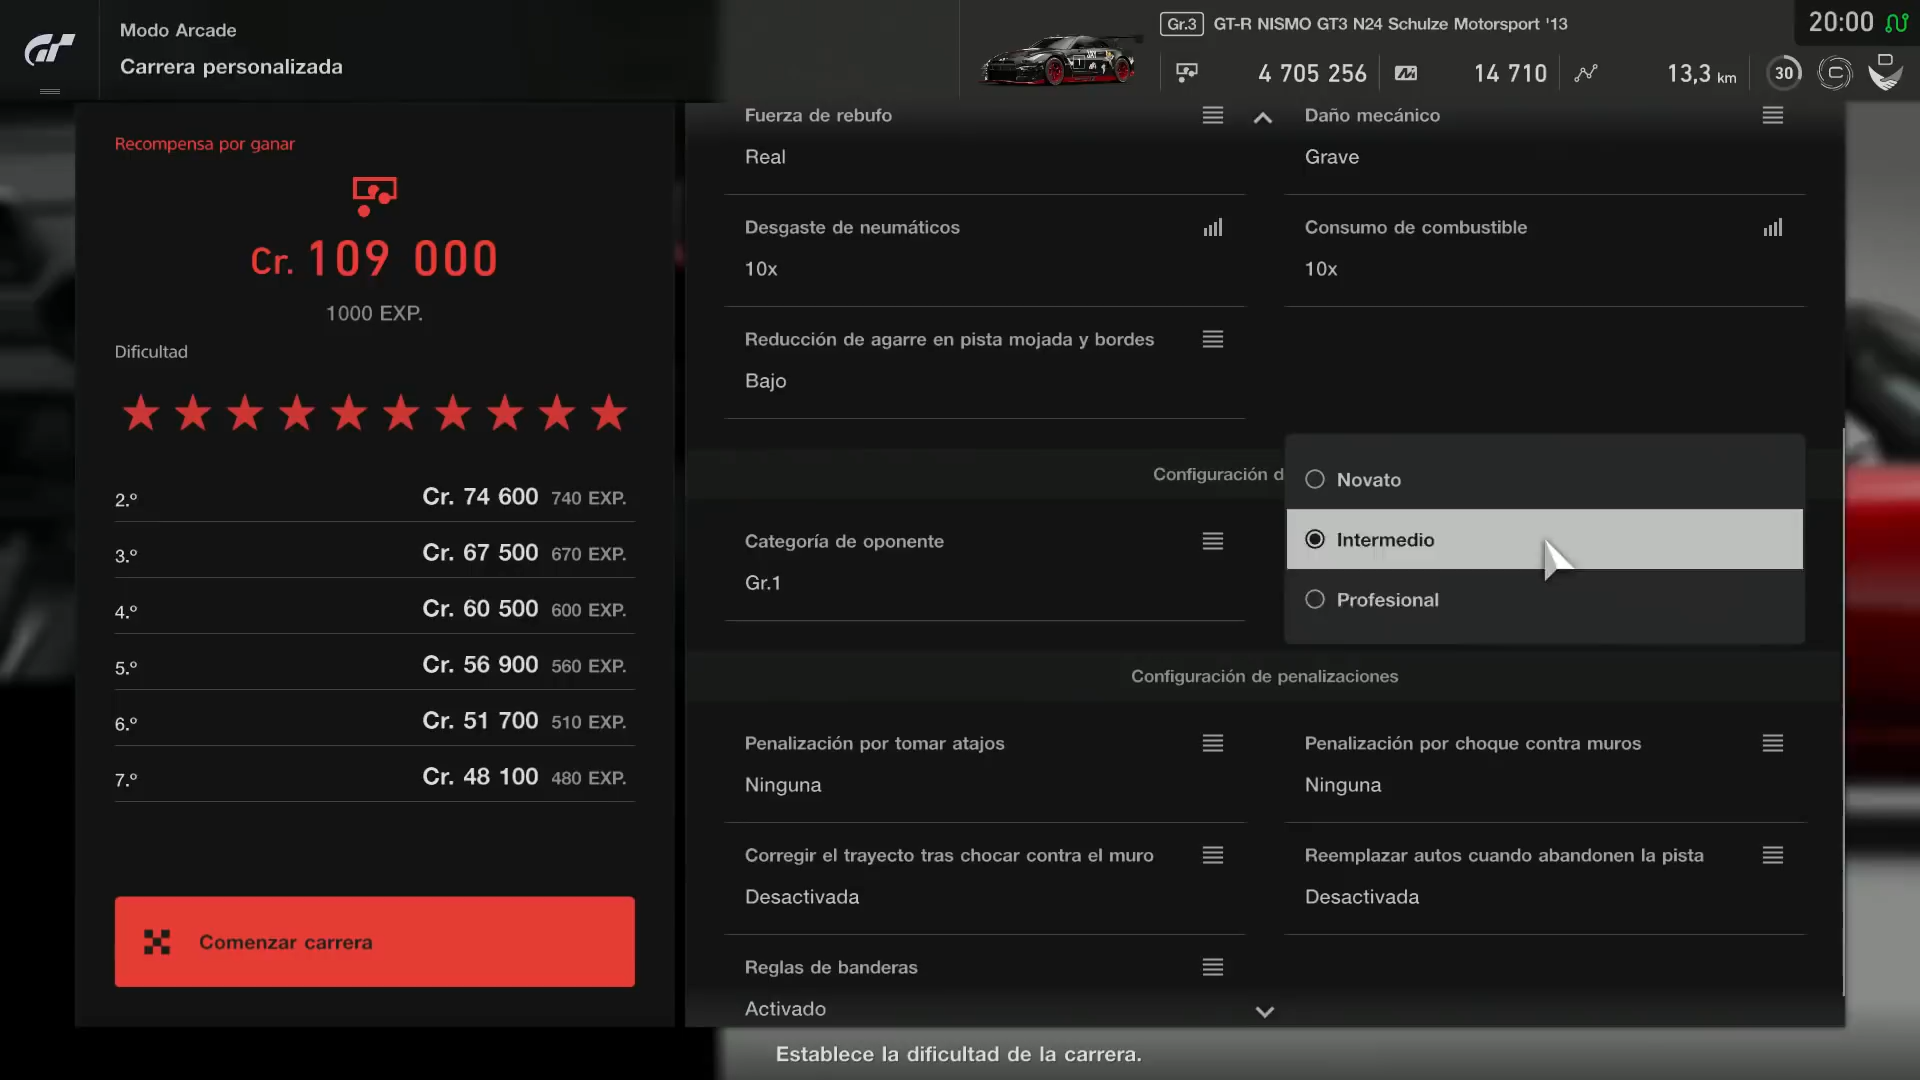 Modo Arcade
Carrera personalizada
Gr.3 GT-R NISMO GT3 N24 Schulze Motorsport '13
20:00
4 705 256
14 710
13,3 km
30
Recompensa por ganar
Cr. 109 000
1000 EXP.
Dificultad
2.º Cr. 74 600 740 EXP.
3.º Cr. 67 500 670 EXP.
4.º Cr. 60 500 600 EXP.
5.º Cr. 56 900 560 EXP.
6.º Cr. 51 700 510 EXP.
7.º Cr. 48 100 480 EXP.
Comenzar carrera
Fuerza de rebufo
Real
Daño mecánico
Grave
Desgaste de neumáticos
10x
Consumo de combustible
10x
Reducción de agarre en pista mojada y bordes
Bajo
Configuración d
Categoría de oponente
Gr.1
Novato
Intermedio
Profesional
Configuración de penalizaciones
Penalización por tomar atajos
Ninguna
Penalización por choque contra muros
Ninguna
Corregir el trayecto tras chocar contra el muro
Desactivada
Reemplazar autos cuando abandonen la pista
Desactivada
Reglas de banderas
Activado
Establece la dificultad de la carrera.